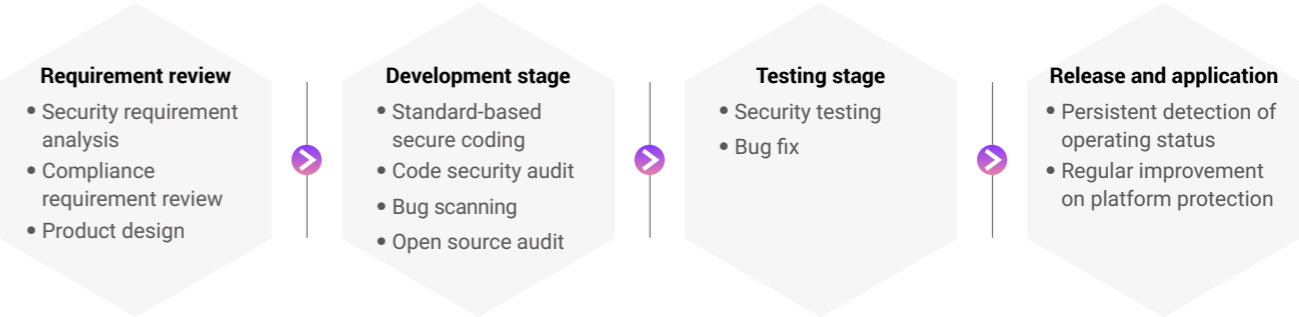 Requirement review
• Security requirement
analysis
• Compliance
requirement review
• Product design
Development stage
• Standard-based
secure coding
• Code security audit
• Bug scanning
• Open source audit
Testing stage
• Security testing
• Bug fix
Release and application
• Persistent detection of
operating status
• Regular improvement
on platform protection